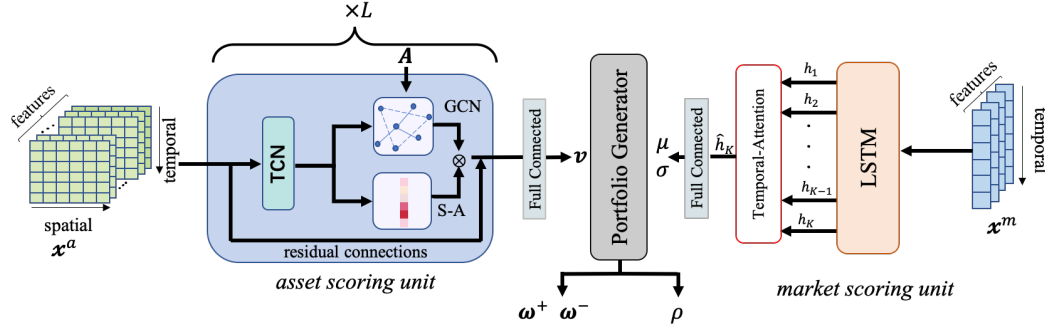 ×L
features
temporal
spatial
x^a
A
TCN
GCN
⊗
S-A
residual connections
asset scoring unit
Full Connected
v
Portfolio Generator
ω⁺ ω⁻
ρ
μ
σ
Full Connected
ĥ_K
Temporal-Attention
h_1
h_2
h_{K-1}
h_K
LSTM
features
temporal
x^m
market scoring unit